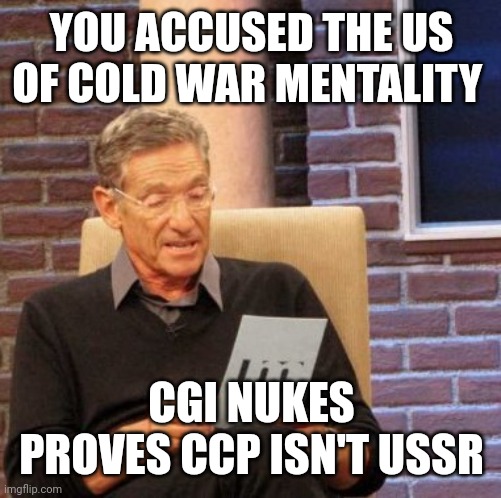 YOU ACCUSED THE US
OF COLD WAR MENTALITY
CGI NUKES
PROVES CCP ISN'T USSR
imgflip.com